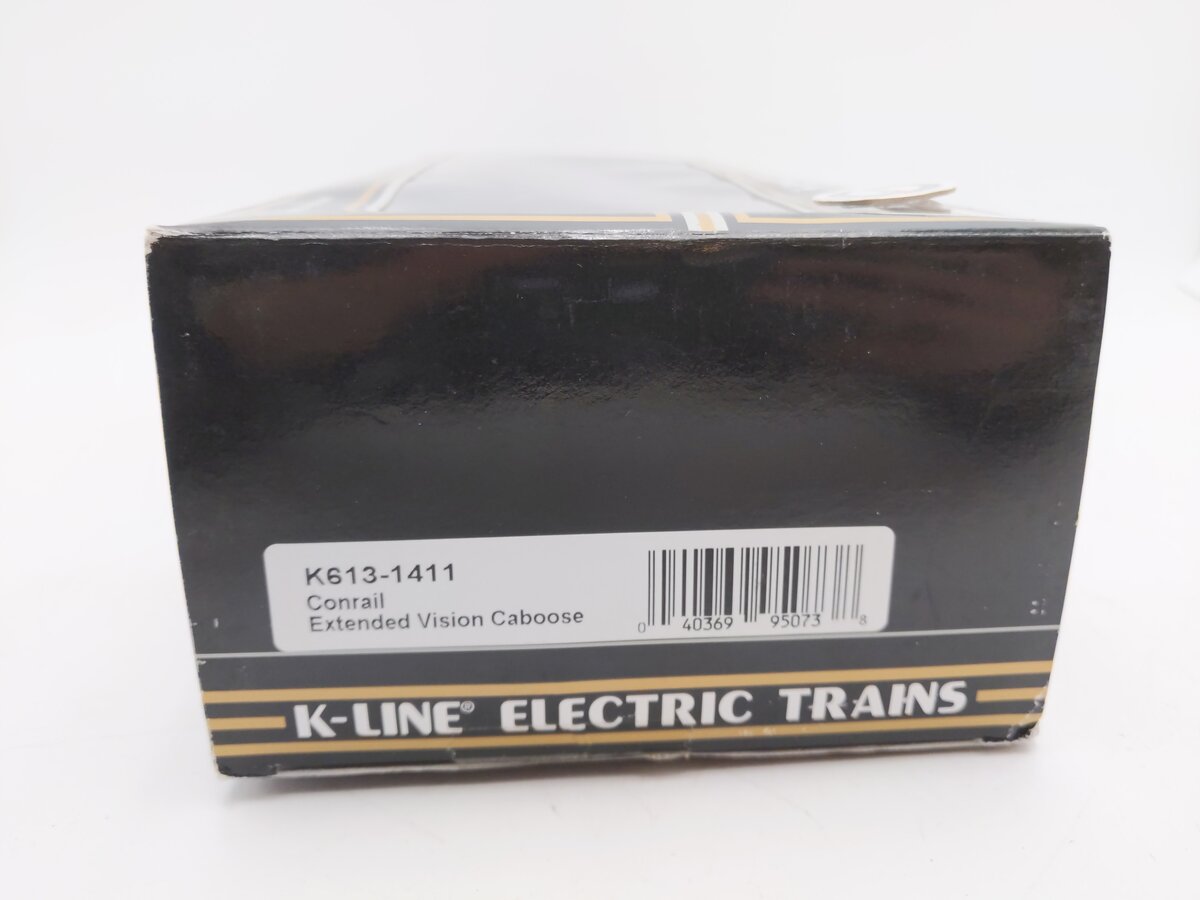 K613-1411
Conrail
Extended Vision Caboose
0 40369 95073 8
K-LINE® ELECTRIC TRAINS